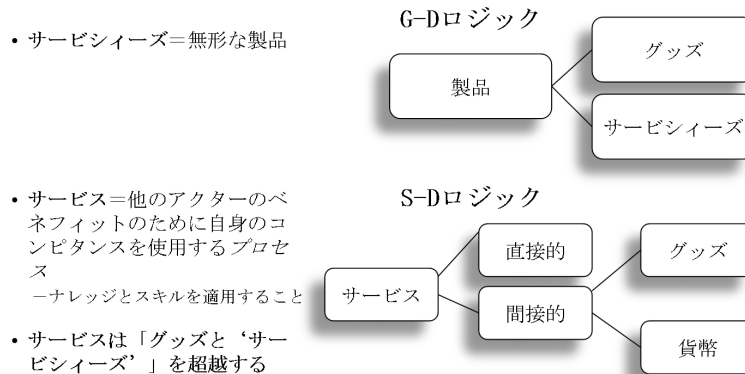 G-Dロジック
• サービシィーズ＝無形な製品
グッズ
製品
サービシィーズ
• サービス＝他のアクターのベ
ネフィットのために自身のコ
ンピタンスを使用するプロセ
ス
－ナレッジとスキルを適用すること
• サービスは「グッズと‘サー
ビシィーズ’」を超越する
S-Dロジック
直接的
グッズ
サービス
間接的
貨幣